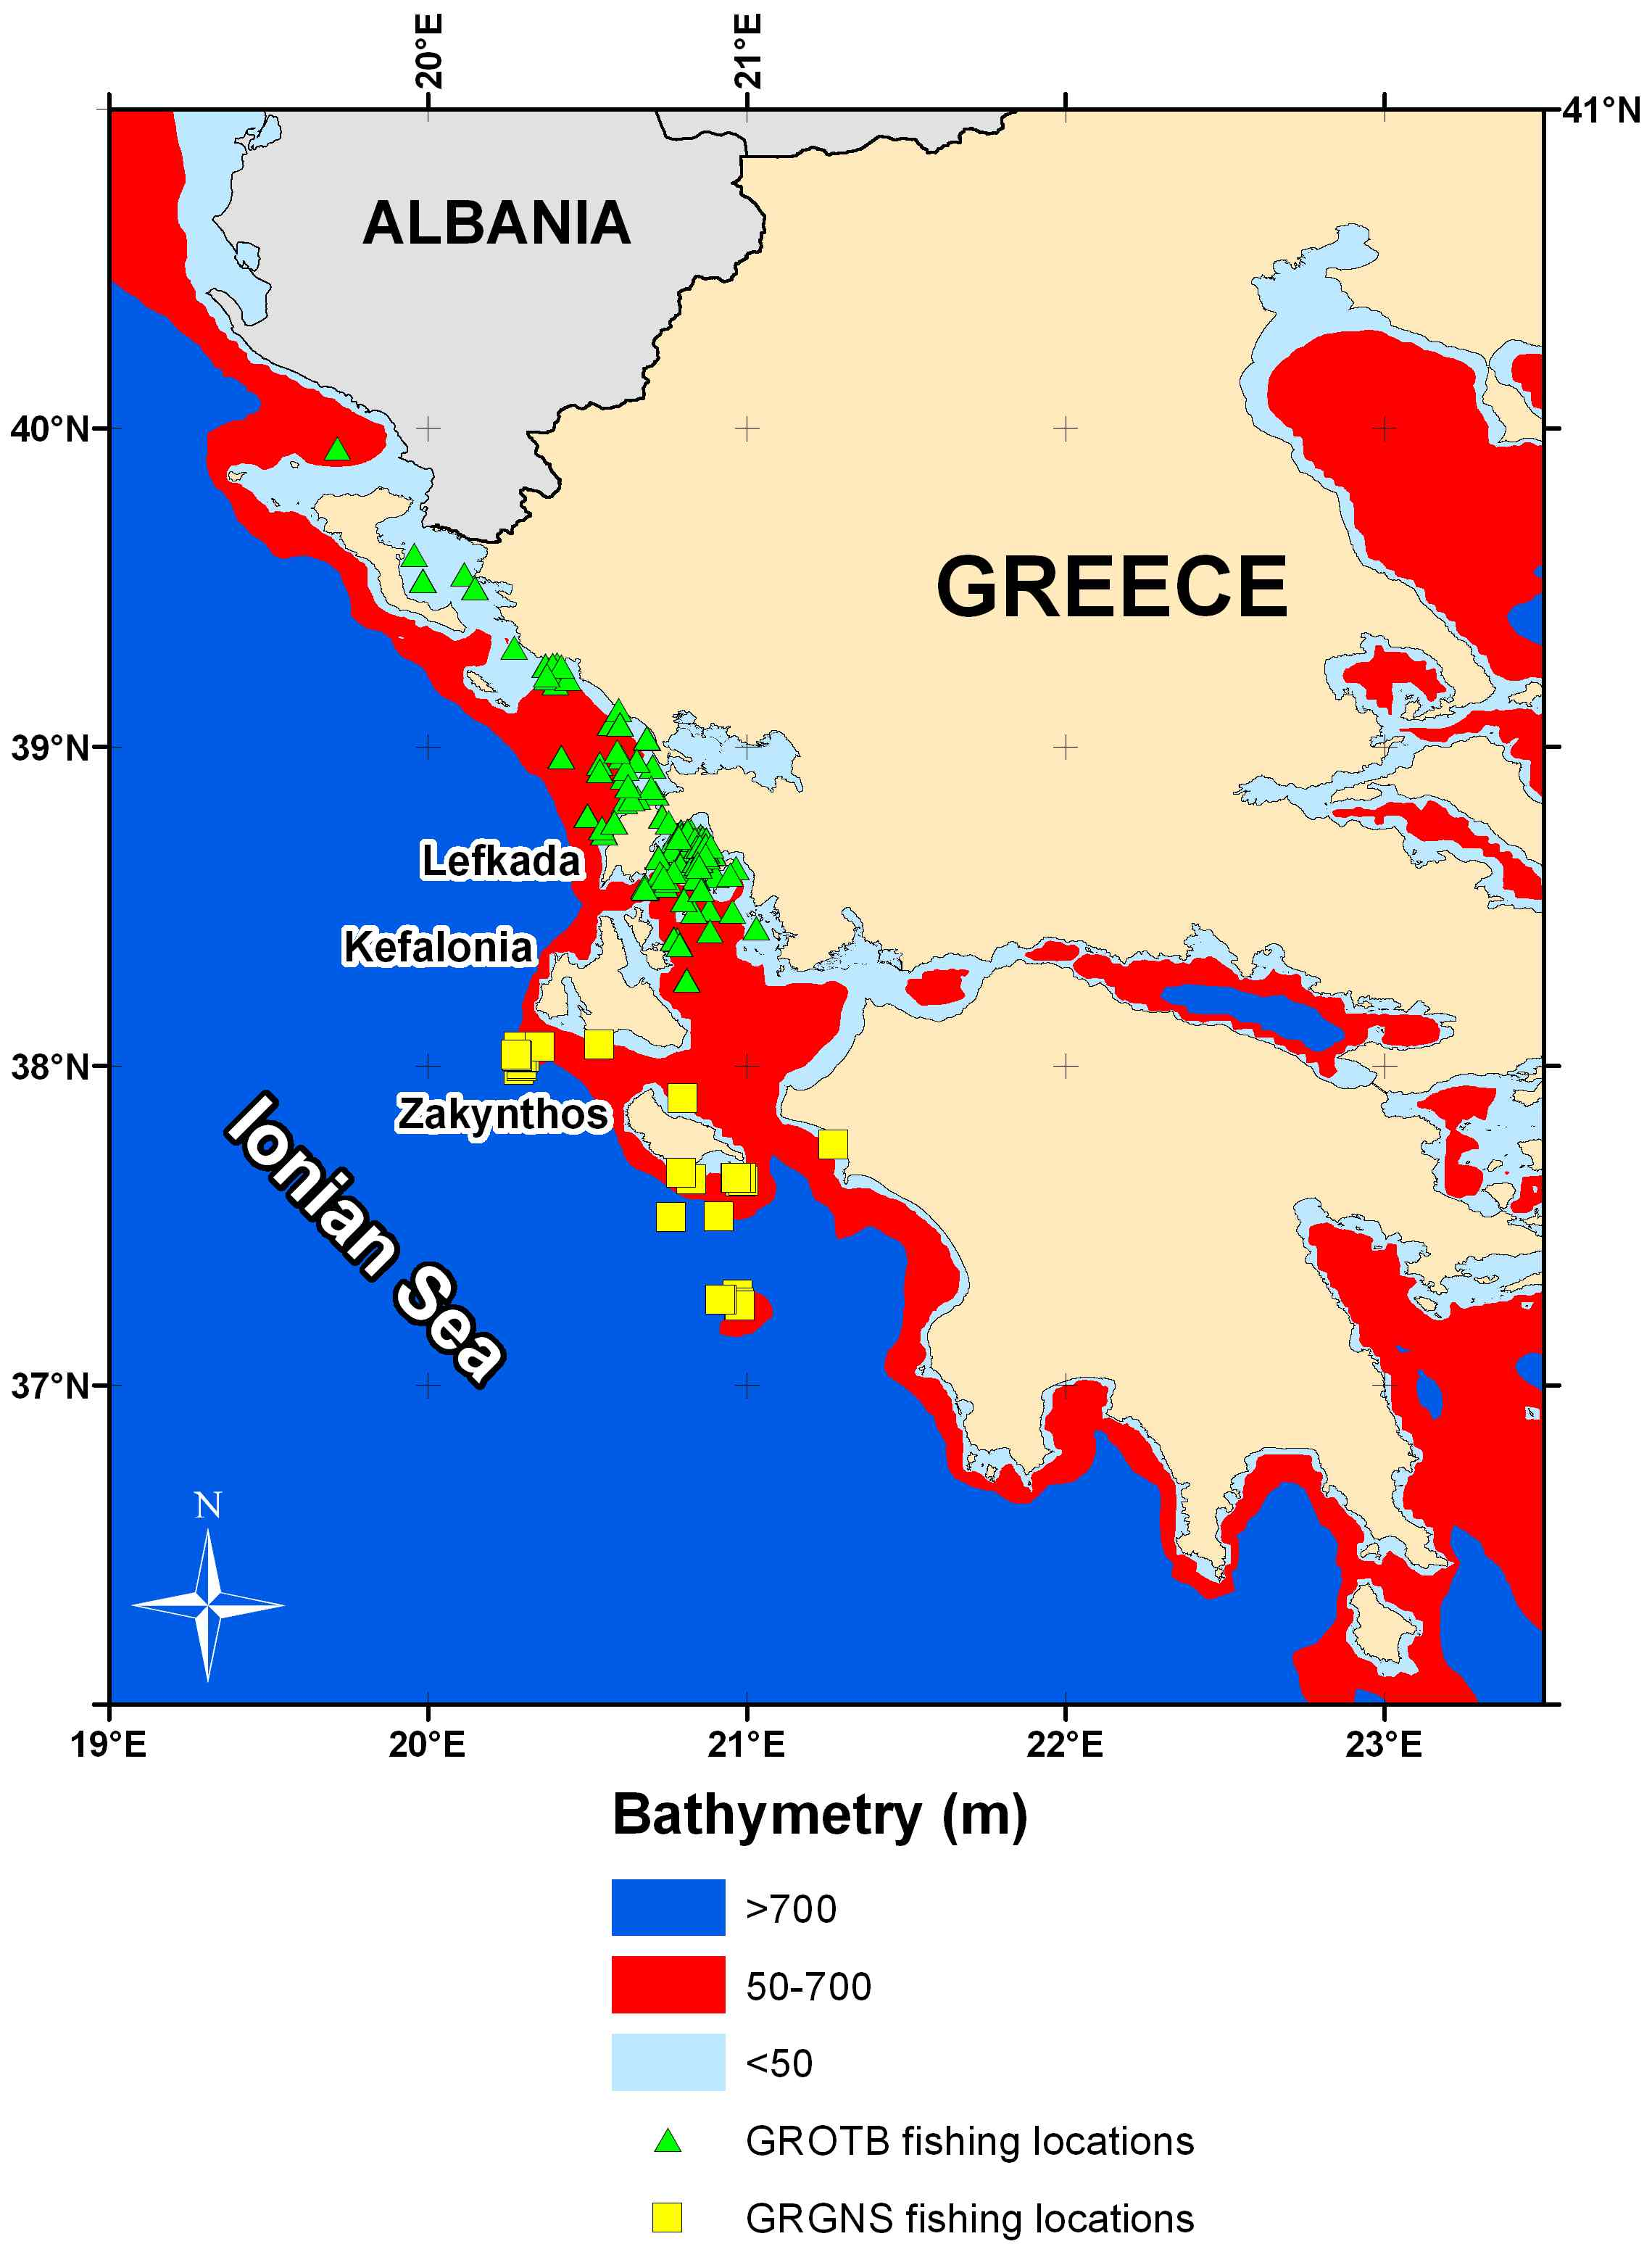 20°E
21°E
41°N
ALBANIA
40°N
GREECE
39°N
Lefkada
Kefalonia
38°N
Zakynthos
Ionian Sea
37°N
N
19°E
20°E
21°E
22°E
23°E
Bathymetry (m)
>700
50-700
<50
GROTB fishing locations
GRGNS fishing locations